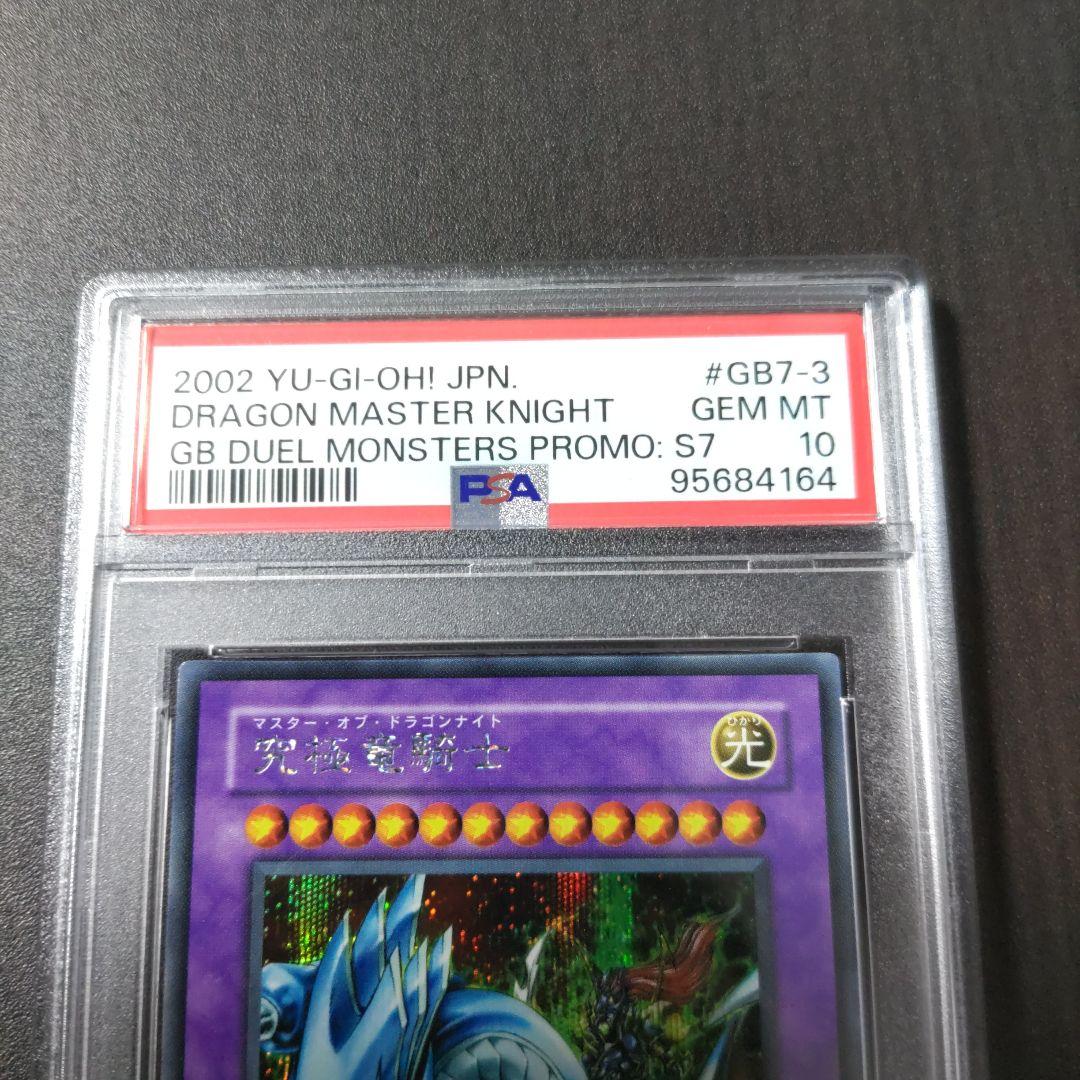 2002 YU-GI-OH! JPN. #GB7-3
DRAGON MASTER KNIGHT GEM MT
GB DUEL MONSTERS PROMO: S7 10
PSA 95684164
マスター・オブ・ドラゴンナイト
究極竜騎士
ひかり
光